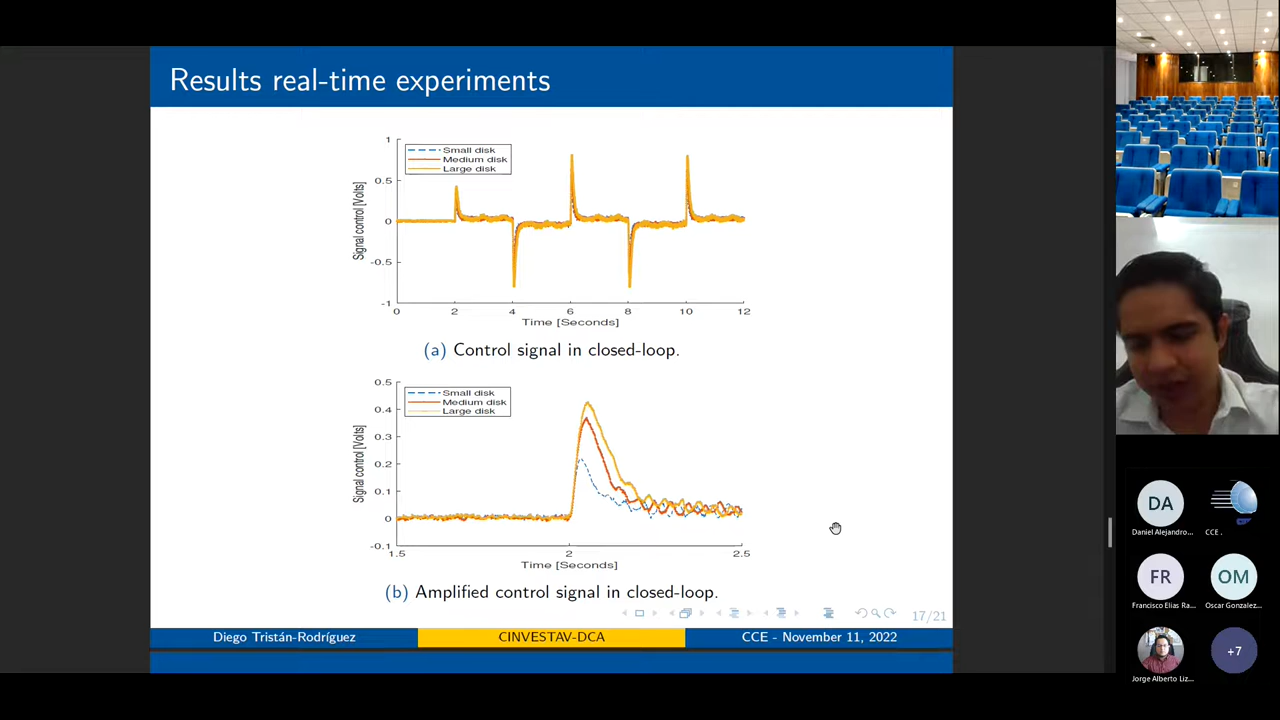 Results real-time experiments
1
0.5
0
-0.5
-1
Signal control [Volts]
Small disk
Medium disk
Large disk
0 2 4 6 8 10 12
Time [Seconds]
(a) Control signal in closed-loop.
0.5
0.4
0.3
0.2
0.1
0
-0.1
Signal control [Volts]
Small disk
Medium disk
Large disk
1.5 2 2.5
Time [Seconds]
(b) Amplified control signal in closed-loop.
17/21
Diego Tristán-Rodríguez CINVESTAV-DCA CCE - November 11, 2022
DA
Daniel Alejandro...
CCE .
FR
Francisco Elias Ra...
OM
Oscar Gonzalez...
Jorge Alberto Liz...
+7